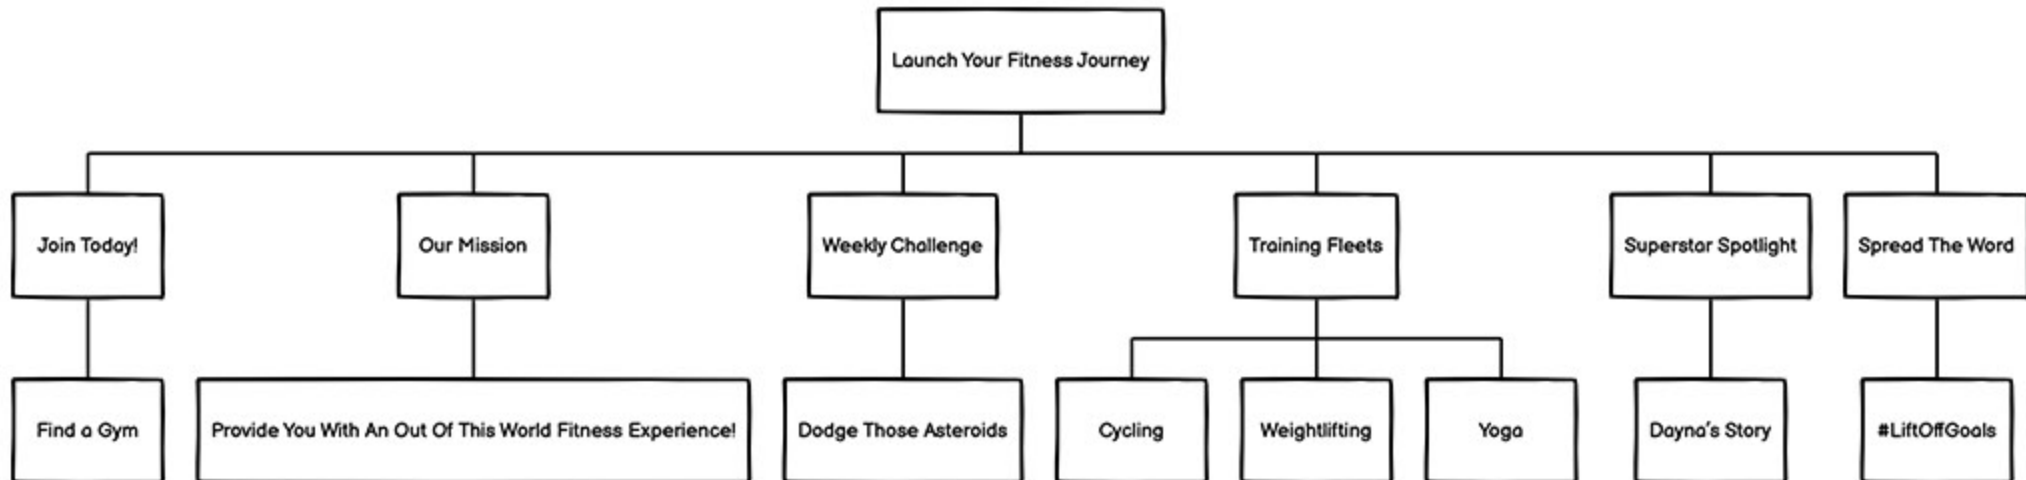 Launch Your Fitness Journey
Join Today!
Our Mission
Weekly Challenge
Training Fleets
Superstar Spotlight
Spread The Word
Find a Gym
Provide You With An Out Of This World Fitness Experience!
Dodge Those Asteroids
Cycling
Weightlifting
Yoga
Dayna's Story
#LiftOffGoals